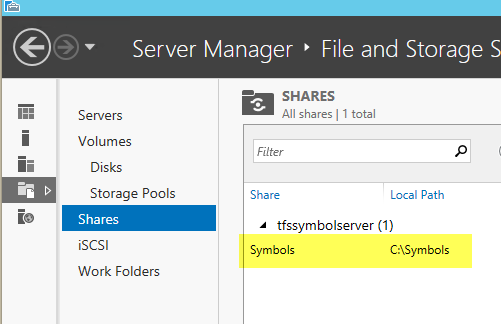 Server Manager ‣ File and Storage S
Servers
Volumes
Disks
Storage Pools
Shares
iSCSI
Work Folders
SHARES
All shares | 1 total
Filter
Share Local Path
tfssymbolserver (1)
Symbols C:\Symbols